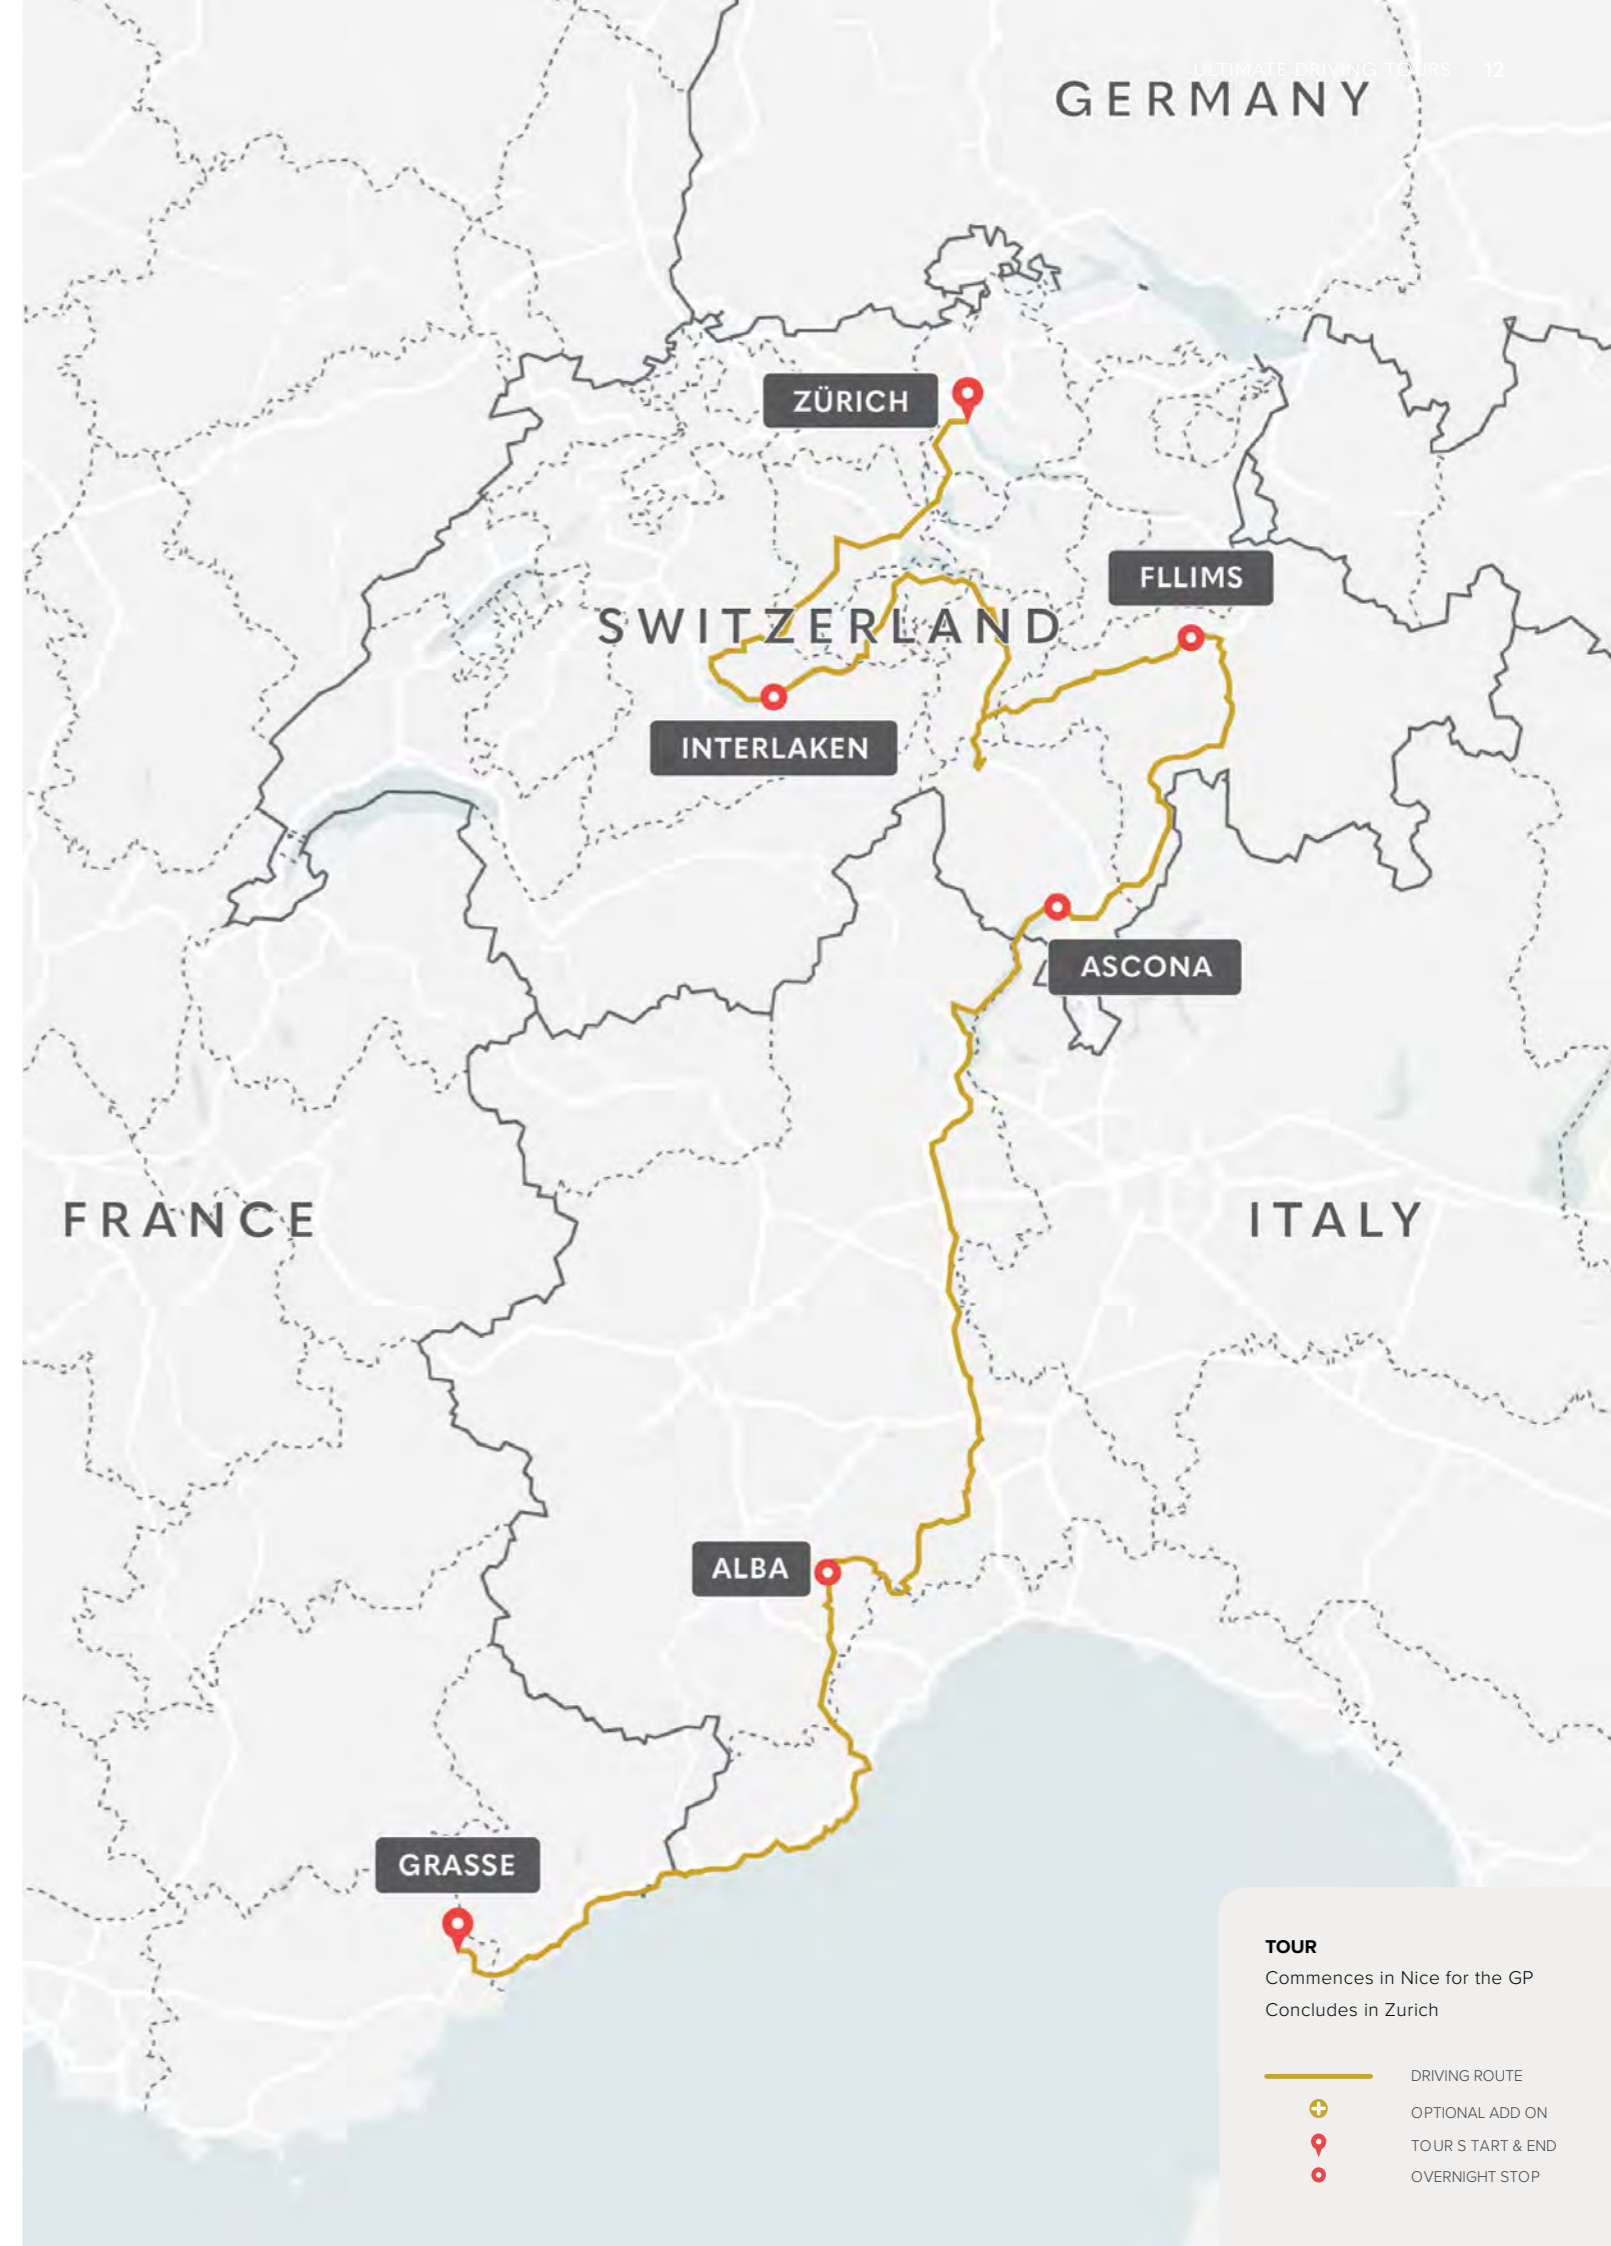 ULTIMATE DRIVING TOURS 12
GERMANY
ZÜRICH
FLLIMS
SWITZERLAND
INTERLAKEN
ASCONA
FRANCE
ITALY
ALBA
GRASSE
TOUR
Commences in Nice for the GP
Concludes in Zurich
DRIVING ROUTE
OPTIONAL ADD ON
TOUR S TART & END
OVERNIGHT STOP